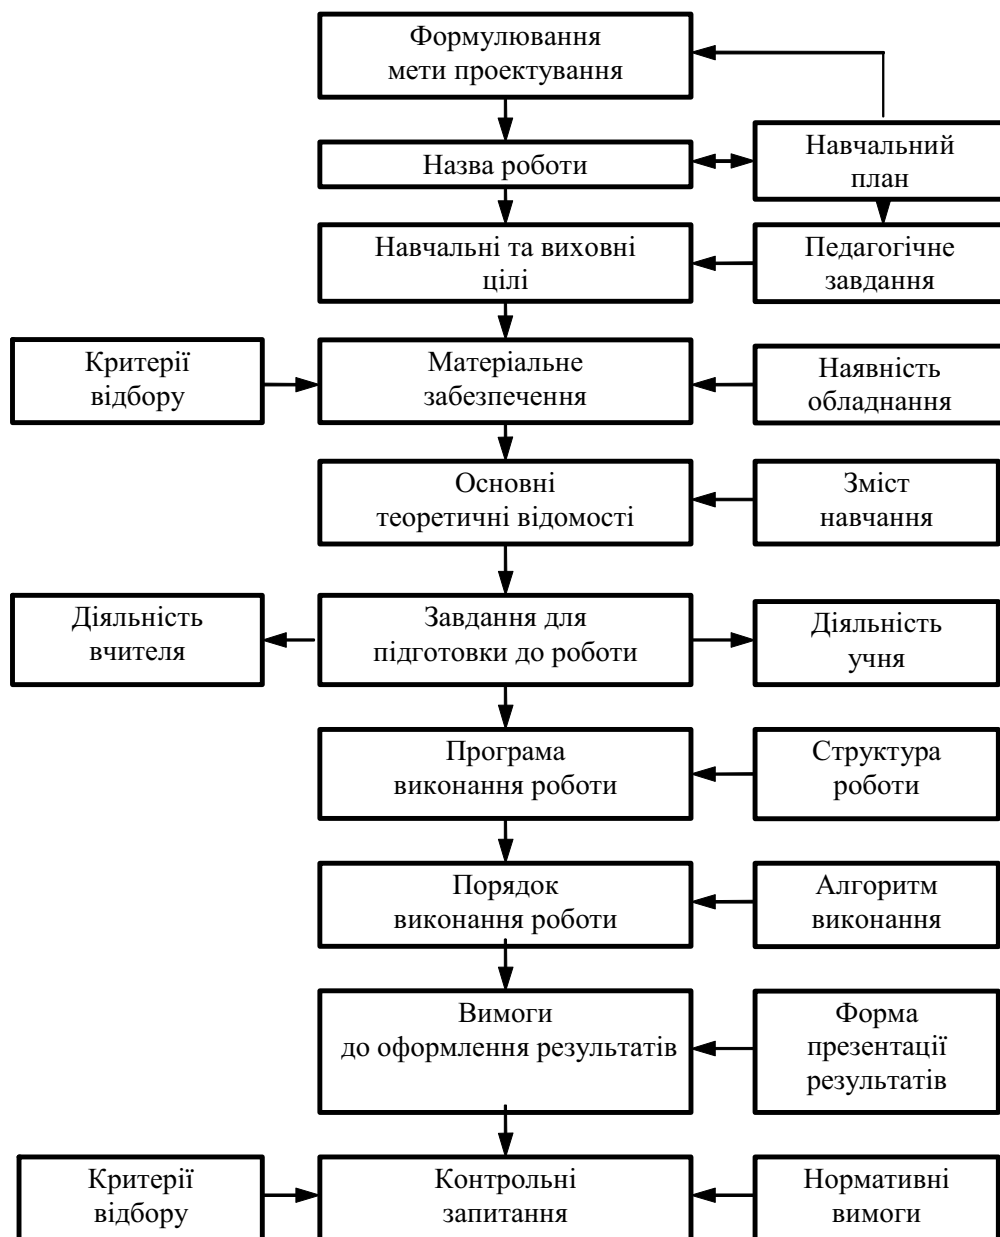 Формулювання
мети проектування
Назва роботи
Навчальний
план
Навчальні та виховні
цілі
Педагогічне
завдання
Критерії
відбору
Матеріальне
забезпечення
Наявність
обладнання
Основні
теоретичні відомості
Зміст
навчання
Діяльність
вчителя
Завдання для
підготовки до роботи
Діяльність
учня
Програма
виконання роботи
Структура
роботи
Порядок
виконання роботи
Алгоритм
виконання
Вимоги
до оформлення результатів
Форма
презентації
результатів
Критерії
відбору
Контрольні
запитання
Нормативні
вимоги